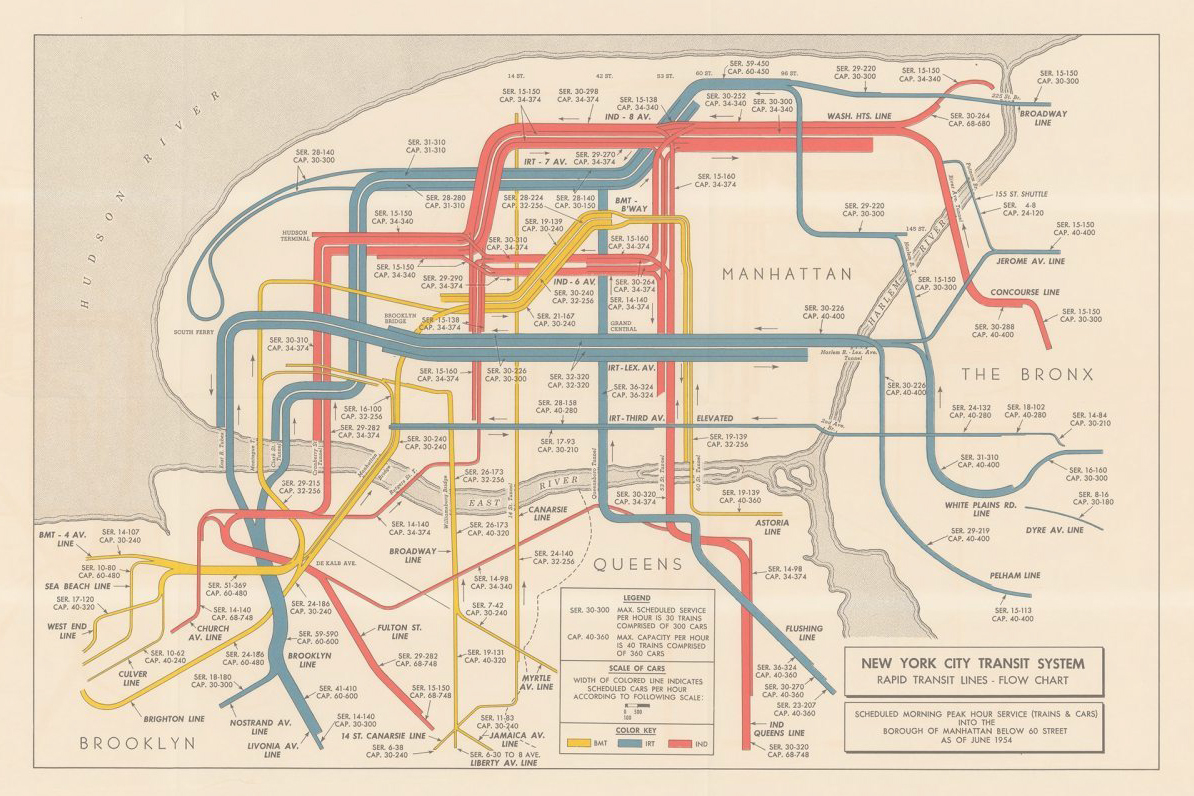 14 ST.
42 ST.
53 ST.
60 ST.
SER. 59-450
CAP. 60-450
96 ST.
SER. 29-220
CAP. 30-300
SER. 15-150
CAP. 34-340
SER. 15-150
CAP. 30-300
225 St. Br.
BROADWAY
LINE
SER. 15-150
CAP. 34-374
SER. 30-298
CAP. 34-374
SER. 15-138
CAP. 34-340
SER. 30-252
CAP. 34-340
SER. 30-300
CAP. 34-340
IND - 8 AV.
WASH. HTS. LINE
SER. 30-264
CAP. 68-680
HUDSON RIVER
SER. 28-140
CAP. 30-300
SER. 31-310
CAP. 31-310
IRT - 7 AV.
SER. 29-270
CAP. 34-374
SER. 15-160
CAP. 34-374
155 ST. SHUTTLE
SER. 4-8
CAP. 24-120
SER. 28-280
CAP. 31-310
SER. 28-224
CAP. 32-256
SER. 28-140
CAP. 30-150
BMT -
B'WAY
SER. 15-150
CAP. 34-340
SER. 19-139
CAP. 30-240
SER. 29-220
CAP. 30-300
148 ST.
SER. 15-150
CAP. 40-400
HUDSON
TERMINAL
SER. 30-310
CAP. 34-374
SER. 15-160
CAP. 34-374
JEROME AV. LINE
SER. 15-150
CAP. 34-340
SER. 29-290
CAP. 34-374
IND - 6 AV.
SER. 30-264
CAP. 34-374
MANHATTAN
HARLEM RIVER
SER. 15-150
CAP. 30-300
CONCOURSE LINE
SER. 30-240
CAP. 32-256
SER. 14-140
CAP. 34-374
SER. 30-226
CAP. 40-400
SER. 15-150
CAP. 30-300
BROOKLYN
BRIDGE
SER. 15-138
CAP. 34-374
SER. 21-167
CAP. 30-240
GRAND
CENTRAL
SER. 30-288
CAP. 40-400
SOUTH FERRY
SER. 30-310
CAP. 34-374
Harlem R. - Lex. Ave.
Tunnel
IRT-LEX. AV.
THE BRONX
SER. 15-160
CAP. 34-374
SER. 30-226
CAP. 30-300
SER. 32-320
CAP. 32-320
SER. 36-324
CAP. 36-324
SER. 30-226
CAP. 40-400
SER. 16-100
CAP. 32-256
SER. 28-158
CAP. 40-280
IRT-THIRD AV.
ELEVATED
SER. 24-132
CAP. 40-280
SER. 18-102
CAP. 40-280
SER. 14-84
CAP. 30-210
SER. 29-282
CAP. 34-374
SER. 30-240
CAP. 30-240
SER. 17-93
CAP. 30-210
SER. 19-139
CAP. 32-256
2nd Ave.
Br.
SER. 31-310
CAP. 40-400
SER. 16-160
CAP. 30-300
SER. 8-16
CAP. 30-180
SER. 29-215
CAP. 32-256
SER. 26-173
CAP. 32-256
EAST RIVER
Williamsburg Bridge
14 St. Tunnel
Queensboro Tunnel
53 St. Tunnel
60 St. Tunnel
SER. 30-320
CAP. 34-374
SER. 19-139
CAP. 40-360
WHITE PLAINS RD.
LINE
DYRE AV. LINE
CANARSIE
LINE
ASTORIA
LINE
SER. 14-140
CAP. 34-374
SER. 26-173
CAP. 40-320
SER. 29-219
CAP. 40-400
BMT - 4 AV.
LINE
SER. 14-107
CAP. 30-240
BROADWAY
LINE
SER. 24-140
CAP. 32-256
QUEENS
DE KALB AVE.
SER. 10-80
CAP. 60-480
SER. 14-98
CAP. 34-374
PELHAM LINE
SEA BEACH LINE
SER. 51-369
CAP. 60-480
SER. 14-98
CAP. 34-340
SER. 17-120
CAP. 40-320
SER. 14-140
CAP. 68-748
SER. 24-186
CAP. 30-240
SER. 7-42
CAP. 30-240
SER. 15-113
CAP. 40-400
WEST END
LINE
CHURCH
AV. LINE
FULTON ST.
LINE
FLUSHING
LINE
LEGEND
SER. 30-300 MAX. SCHEDULED SERVICE
PER HOUR IS 30 TRAINS
COMPRISED OF 300 CARS
CAP. 40-360 MAX. CAPACITY PER HOUR
IS 40 TRAINS COMPRISED
OF 360 CARS
SCALE OF CARS
WIDTH OF COLORED LINE INDICATES
SCHEDULED CARS PER HOUR
ACCORDING TO FOLLOWING SCALE:
0 500
100
COLOR KEY
BMT IRT IND
SER. 10-62
CAP. 40-240
SER. 24-186
CAP. 60-480
SER. 59-590
CAP. 60-600
BROOKLYN
LINE
SER. 29-282
CAP. 68-748
SER. 19-131
CAP. 40-320
CULVER
LINE
SER. 18-180
CAP. 30-300
MYRTLE
AV. LINE
SER. 36-324
CAP. 40-360
SER. 30-270
CAP. 40-360
SER. 23-207
CAP. 40-360
SER. 41-410
CAP. 60-600
SER. 15-150
CAP. 68-748
BRIGHTON LINE
NOSTRAND AV.
LINE
SER. 14-140
CAP. 30-300
SER. 11-83
CAP. 30-240
IND
QUEENS LINE
BROOKLYN
LIVONIA AV.
LINE
14 ST. CANARSIE LINE
JAMAICA AV.
LINE
SER. 6-38
CAP. 30-240
SER. 6-30 TO 8 AVE.
LIBERTY AV. LINE
SER. 30-320
CAP. 68-748
NEW YORK CITY TRANSIT SYSTEM
RAPID TRANSIT LINES - FLOW CHART
SCHEDULED MORNING PEAK HOUR SERVICE (TRAINS & CARS)
INTO THE
BOROUGH OF MANHATTAN BELOW 60 STREET
AS OF JUNE 1954